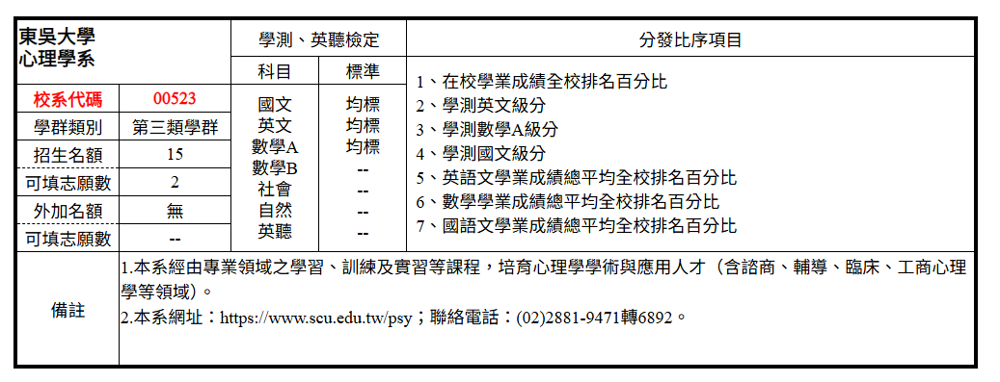 東吳大學
心理學系
學測、英聽檢定
分發比序項目
科目 標準
校系代碼 00523
學群類別 第三類學群
招生名額 15
可填志願數 2
外加名額 無
可填志願數 --
國文 均標
英文 均標
數學A 均標
數學B --
社會 --
自然 --
英聽 --
1、在校學業成績全校排名百分比
2、學測英文級分
3、學測數學A級分
4、學測國文級分
5、英語文學業成績總平均全校排名百分比
6、數學學業成績總平均全校排名百分比
7、國語文學業成績總平均全校排名百分比
備註
1.本系經由專業領域之學習、訓練及實習等課程，培育心理學學術與應用人才（含諮商、輔導、臨床、工商心理
學等領域）。
2.本系網址：https://www.scu.edu.tw/psy；聯絡電話：(02)2881-9471轉6892。